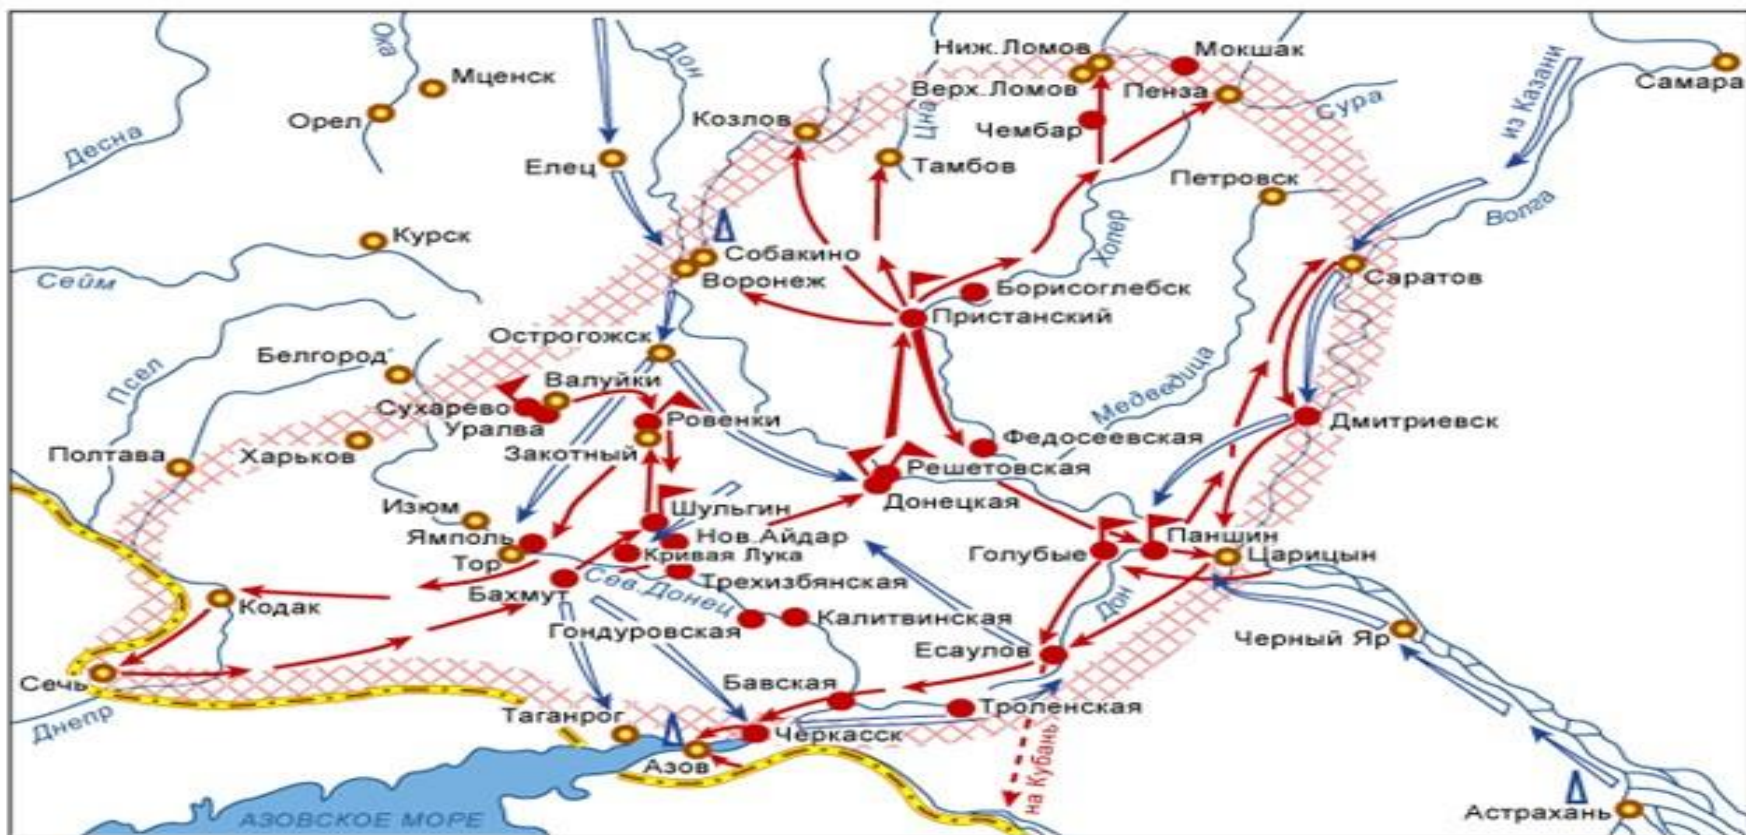 Ока
Дон
Ниж.Ломов
Мокшак
Мценск
Самара
Верх.Ломов
Пенза
из Казани
Орел
Козлов
Цна
Чембар
Сура
Десна
Елец
Тамбов
Петровск
Волга
Курск
Хопер
Собакино
Сейм
Воронеж
Саратов
Борисоглебск
Пристанский
Острогожск
Белгород
Псел
Валуйки
Медведица
Сухарево
Ровенки
Уралва
Дмитриевск
Федосеевская
Полтава
Харьков
Закотный
Решетовская
Донецкая
Изюм
Шульгин
Ямполь
Нов.Айдар
Паншин
Тор
Кривая Лука
Голубые
Царицын
Бахмут
Сев.Донец
Трехизбянская
Кодак
Дон
Гондуровская
Калитвинская
Черный Яр
Есаулов
Сечь
Бавская
Днепр
Таганрог
Троленская
Черкасск
Азов
на Кубань
АЗОВСКОЕ МОРЕ
Астрахань